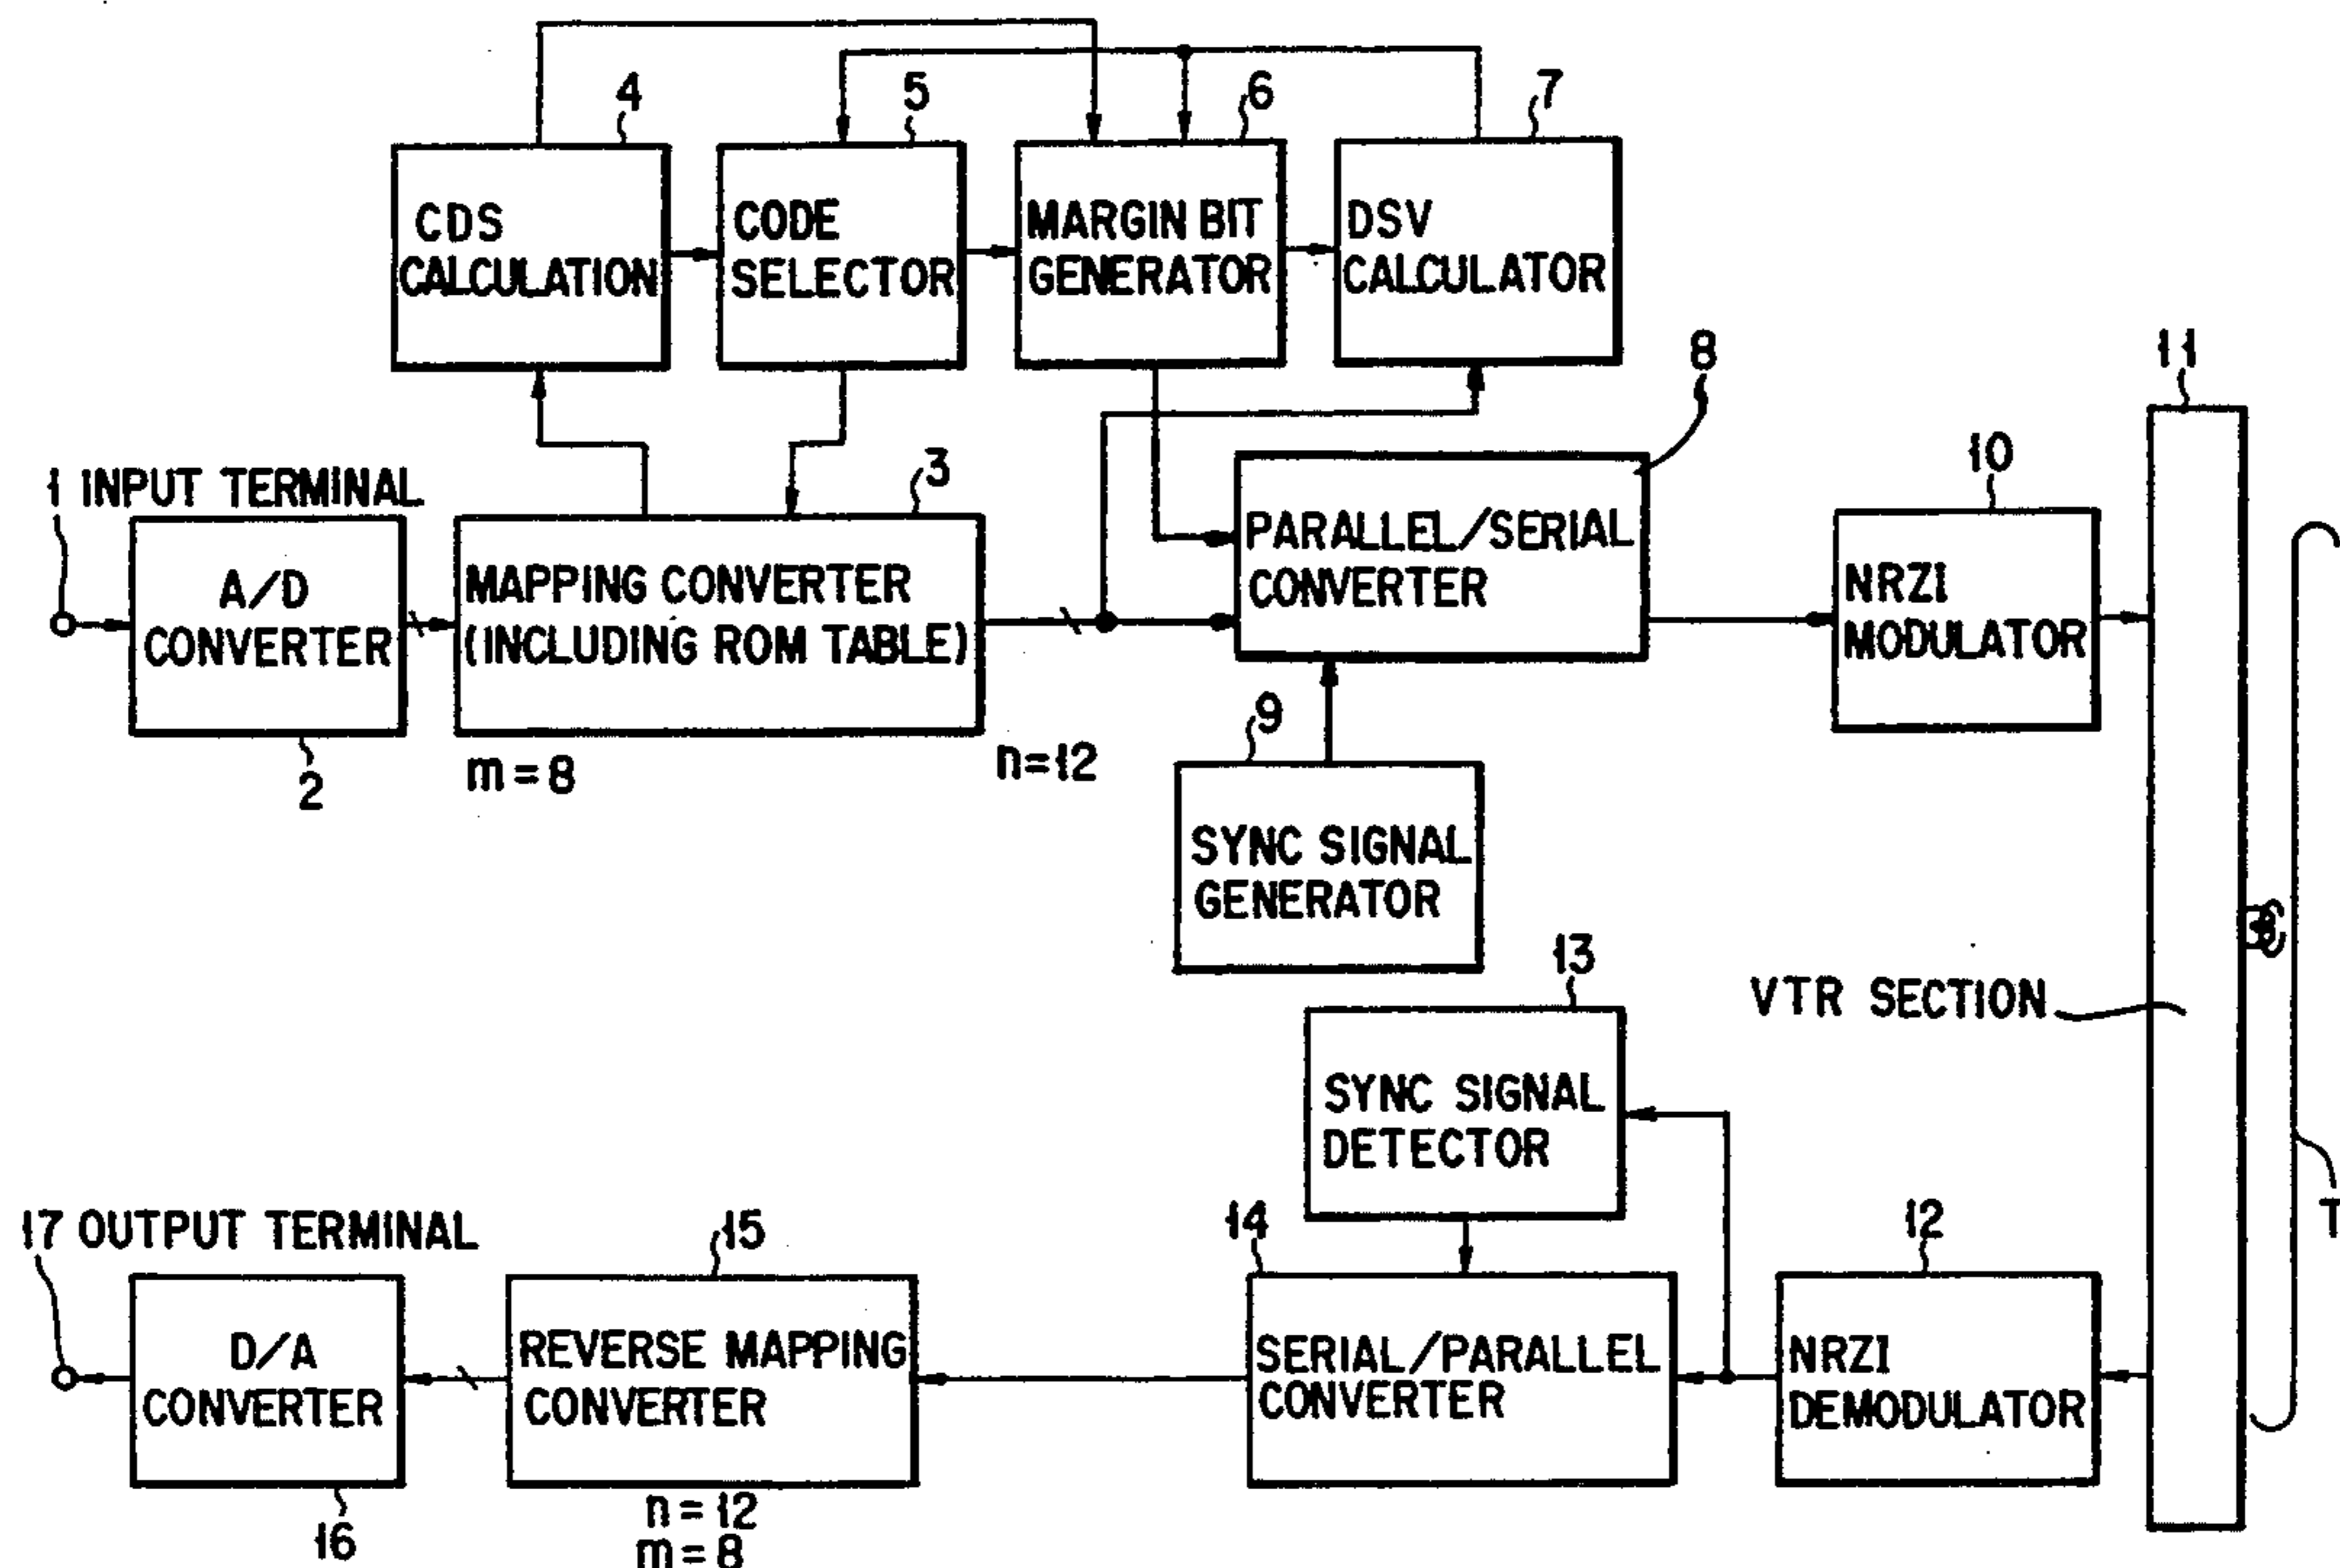 4
5
6
7
CDS
CALCULATION
CODE
SELECTOR
MARGIN BIT
GENERATOR
DSV
CALCULATOR
8
11
1 INPUT TERMINAL
3
10
A/D
CONVERTER
MAPPING CONVERTER
(INCLUDING ROM TABLE)
PARALLEL/SERIAL
CONVERTER
NRZI
MODULATOR
2
m=8
n=12
9
SYNC SIGNAL
GENERATOR
13
VTR SECTION
SYNC SIGNAL
DETECTOR
T
17 OUTPUT TERMINAL
15
14
12
D/A
CONVERTER
REVERSE MAPPING
CONVERTER
SERIAL/PARALLEL
CONVERTER
NRZI
DEMODULATOR
16
n=12
m=8